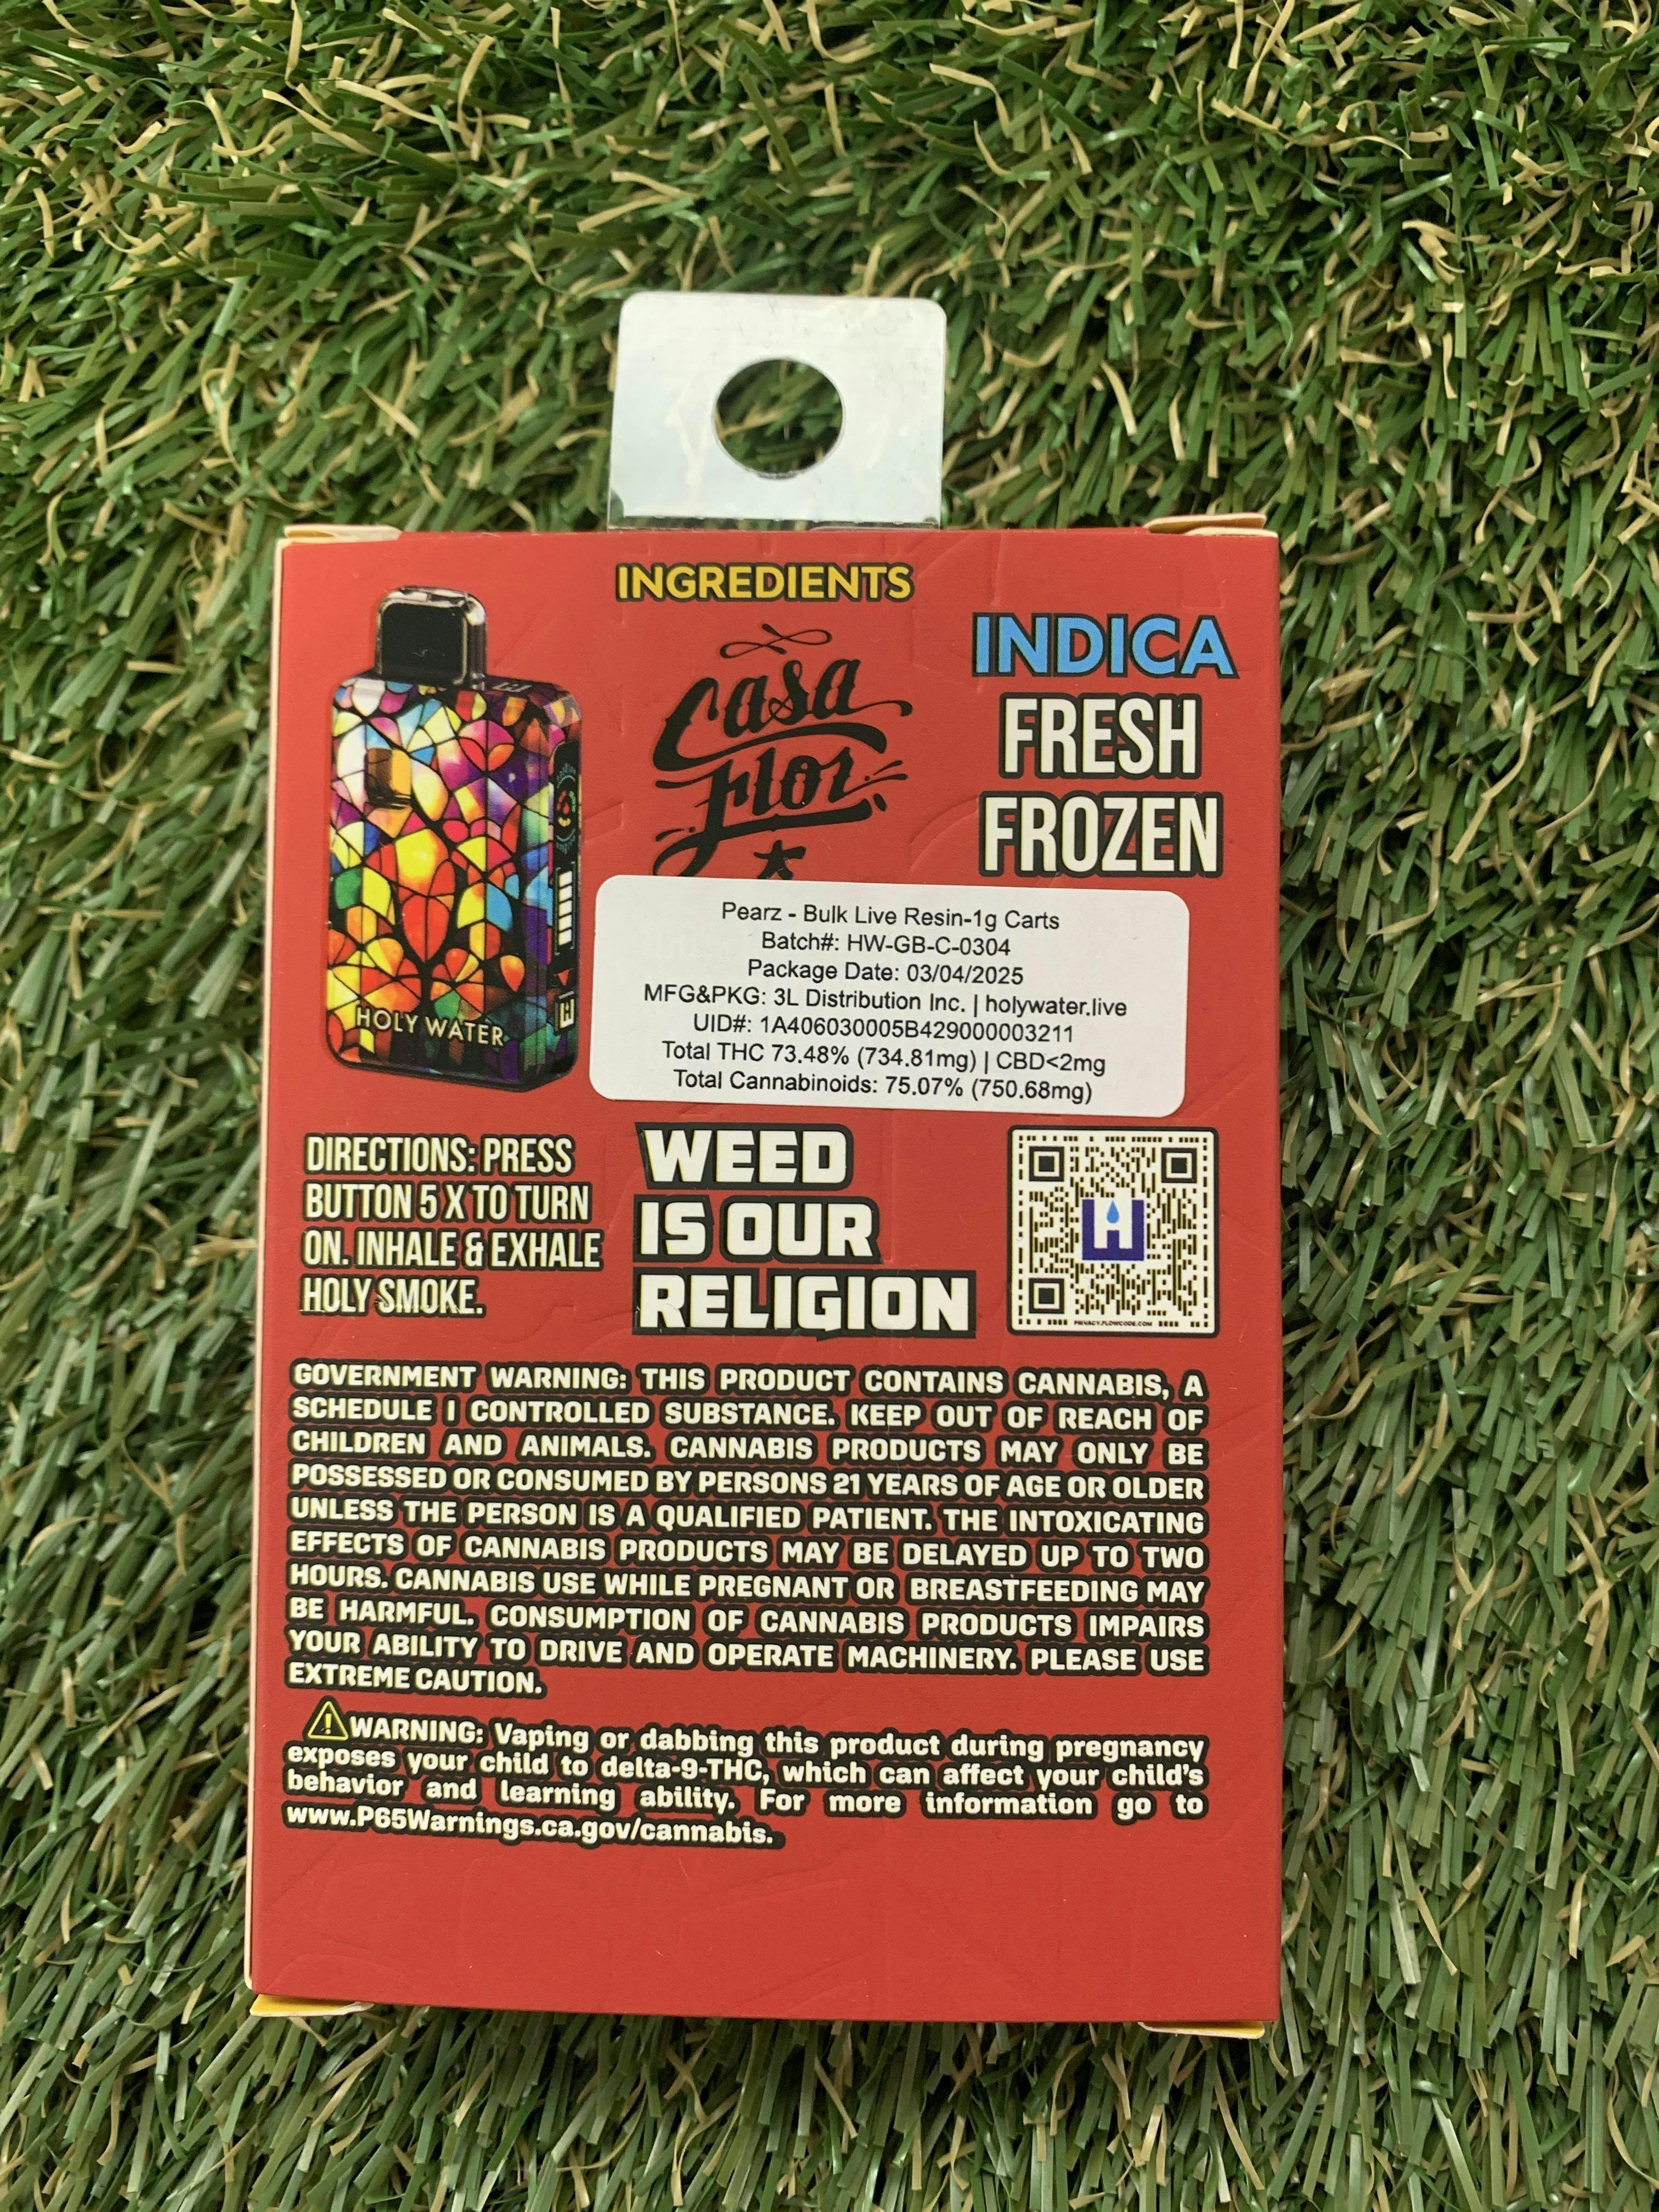 INGREDIENTS
Casa
Flor
INDICA
FRESH
FROZEN
HOLY WATER
Pearz - Bulk Live Resin-1g Carts
Batch#: HW-GB-C-0304
Package Date: 03/04/2025
MFG&PKG: 3L Distribution Inc. | holywater.live
UID#: 1A406030005B429000003211
Total THC 73.48% (734.81mg) | CBD<2mg
Total Cannabinoids: 75.07% (750.68mg)
DIRECTIONS: PRESS
BUTTON 5 X TO TURN
ON. INHALE & EXHALE
HOLY SMOKE.
WEED
IS OUR
RELIGION
H
PRIVACY.FLOWCODE.COM
GOVERNMENT WARNING: THIS PRODUCT CONTAINS CANNABIS, A
SCHEDULE I CONTROLLED SUBSTANCE. KEEP OUT OF REACH OF
CHILDREN AND ANIMALS. CANNABIS PRODUCTS MAY ONLY BE
POSSESSED OR CONSUMED BY PERSONS 21 YEARS OF AGE OR OLDER
UNLESS THE PERSON IS A QUALIFIED PATIENT. THE INTOXICATING
EFFECTS OF CANNABIS PRODUCTS MAY BE DELAYED UP TO TWO
HOURS. CANNABIS USE WHILE PREGNANT OR BREASTFEEDING MAY
BE HARMFUL. CONSUMPTION OF CANNABIS PRODUCTS IMPAIRS
YOUR ABILITY TO DRIVE AND OPERATE MACHINERY. PLEASE USE
EXTREME CAUTION.
WARNING: Vaping or dabbing this product during pregnancy
exposes your child to delta-9-THC, which can affect your child's
behavior and learning ability. For more information go to
www.P65Warnings.ca.gov/cannabis.